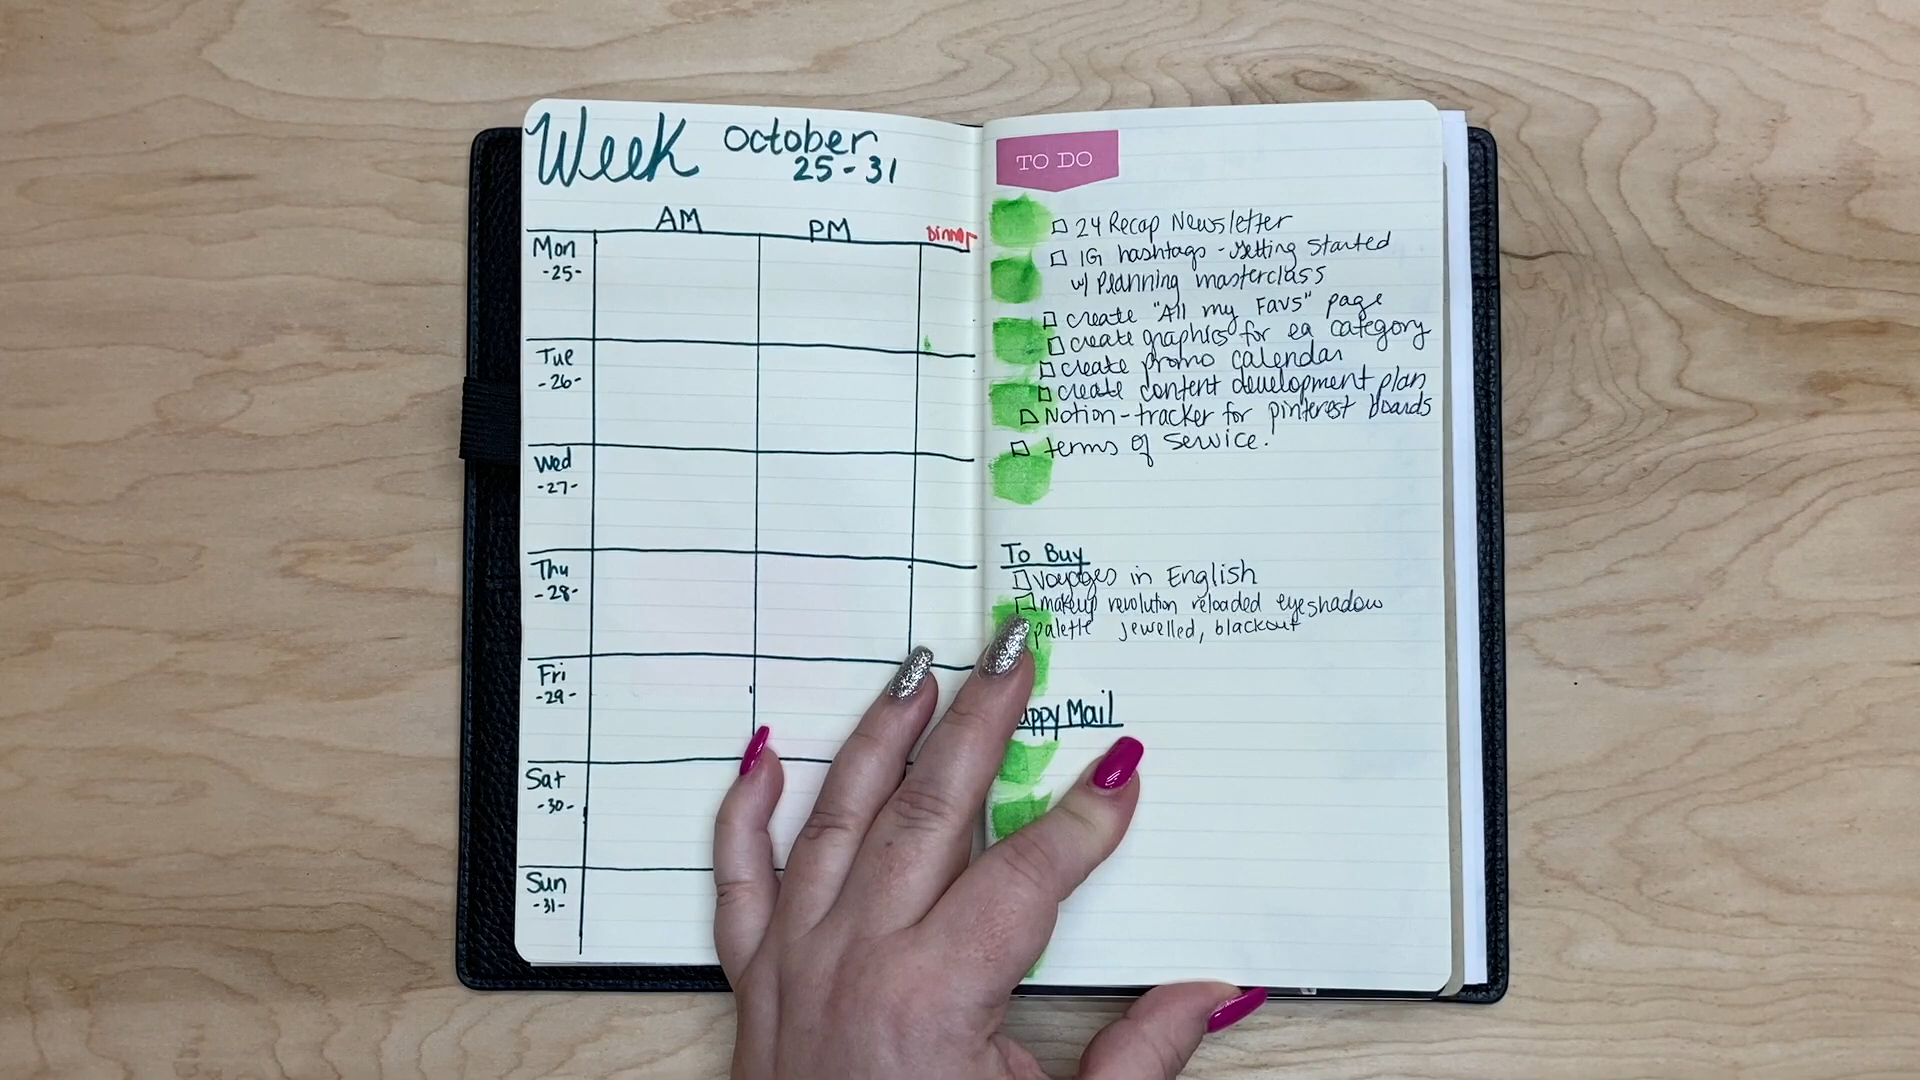 Week October
25-31
AM PM Dinner
Mon
-25-
Tue
-26-
Wed
-27-
Thu
-28-
Fri
-29-
Sat
-30-
Sun
-31-
TO DO
24 Recap Newsletter
IG hashtags - Getting Started
w/ Planning masterclass
create "All my Favs" page
create graphics for ea category
create promo calendar
create content development plan
Notion-tracker for pinterest boards
terms of service.
To Buy
Voyages in English
makeup revolution reloaded eyeshadow
palette jewelled, blackout
appy Mail